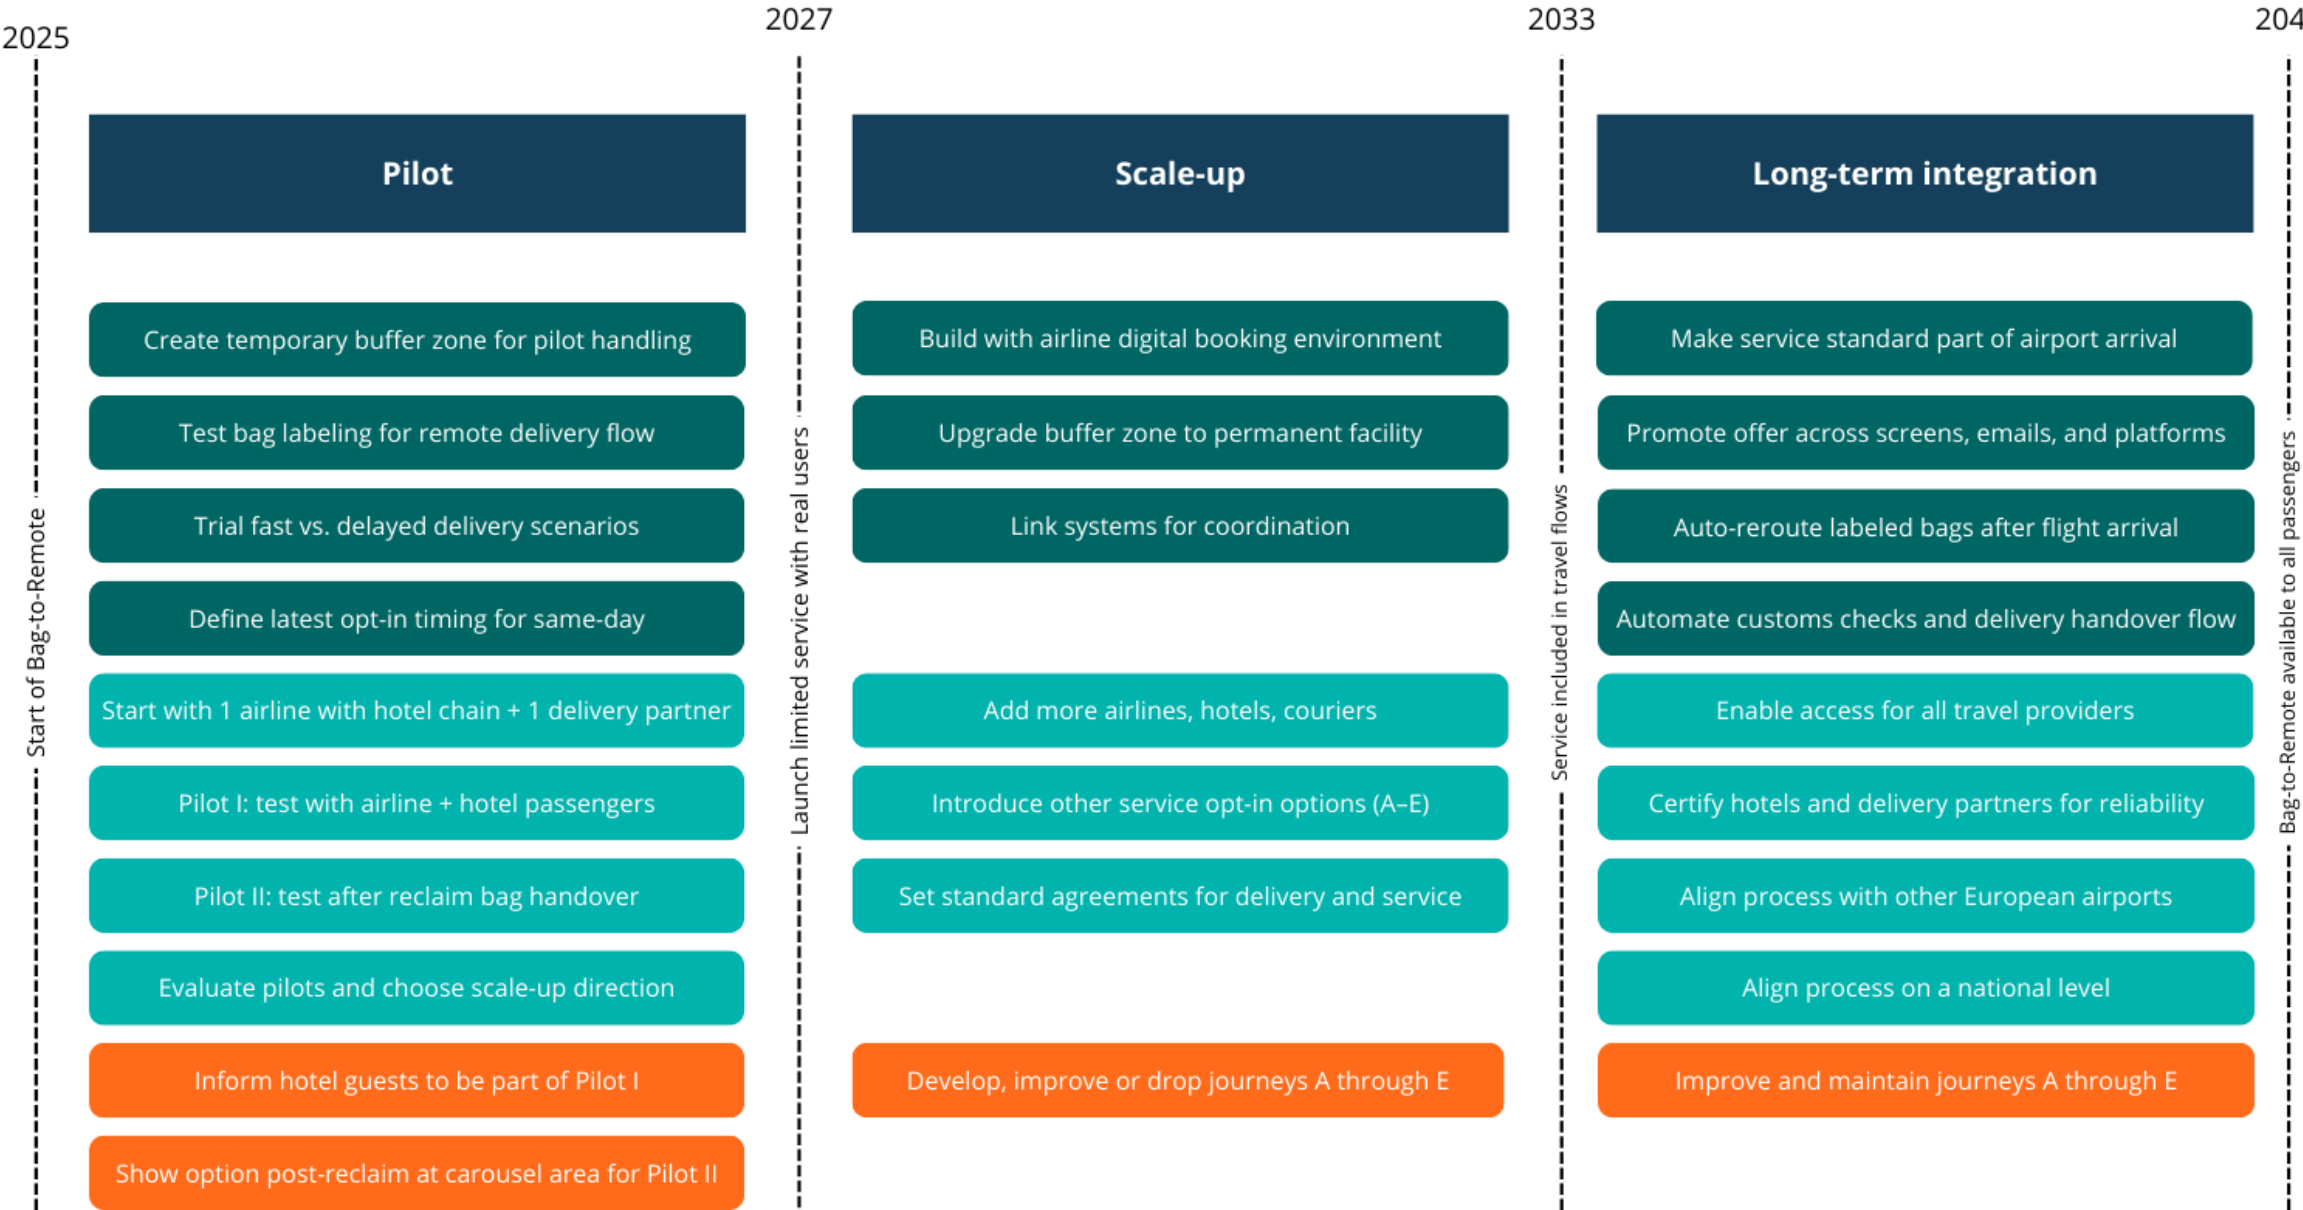 2025
2027
2033
204
Start of Bag-to-Remote
Pilot
Create temporary buffer zone for pilot handling
Test bag labeling for remote delivery flow
Trial fast vs. delayed delivery scenarios
Define latest opt-in timing for same-day
Start with 1 airline with hotel chain + 1 delivery partner
Pilot I: test with airline + hotel passengers
Pilot II: test after reclaim bag handover
Evaluate pilots and choose scale-up direction
Inform hotel guests to be part of Pilot I
Show option post-reclaim at carousel area for Pilot II
Launch limited service with real users
Scale-up
Build with airline digital booking environment
Upgrade buffer zone to permanent facility
Link systems for coordination
Add more airlines, hotels, couriers
Introduce other service opt-in options (A–E)
Set standard agreements for delivery and service
Develop, improve or drop journeys A through E
Service included in travel flows
Long-term integration
Make service standard part of airport arrival
Promote offer across screens, emails, and platforms
Auto-reroute labeled bags after flight arrival
Automate customs checks and delivery handover flow
Enable access for all travel providers
Certify hotels and delivery partners for reliability
Align process with other European airports
Align process on a national level
Improve and maintain journeys A through E
Bag-to-Remote available to all passengers